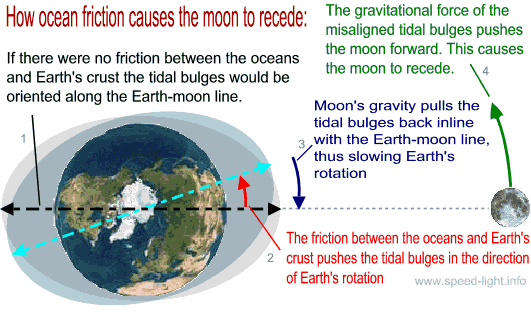 How ocean friction causes the moon to recede:
If there were no friction between the oceans
and Earth's crust the tidal bulges would be
oriented along the Earth-moon line.
1
The gravitational force of the
misaligned tidal bulges pushes
the moon forward. This causes
the moon to recede.
4
Moon's gravity pulls the
tidal bulges back inline
with the Earth-moon line,
thus slowing Earth's
rotation
3
The friction between the oceans and Earth's
crust pushes the tidal bulges in the direction
of Earth's rotation
2
www.speed-light.info